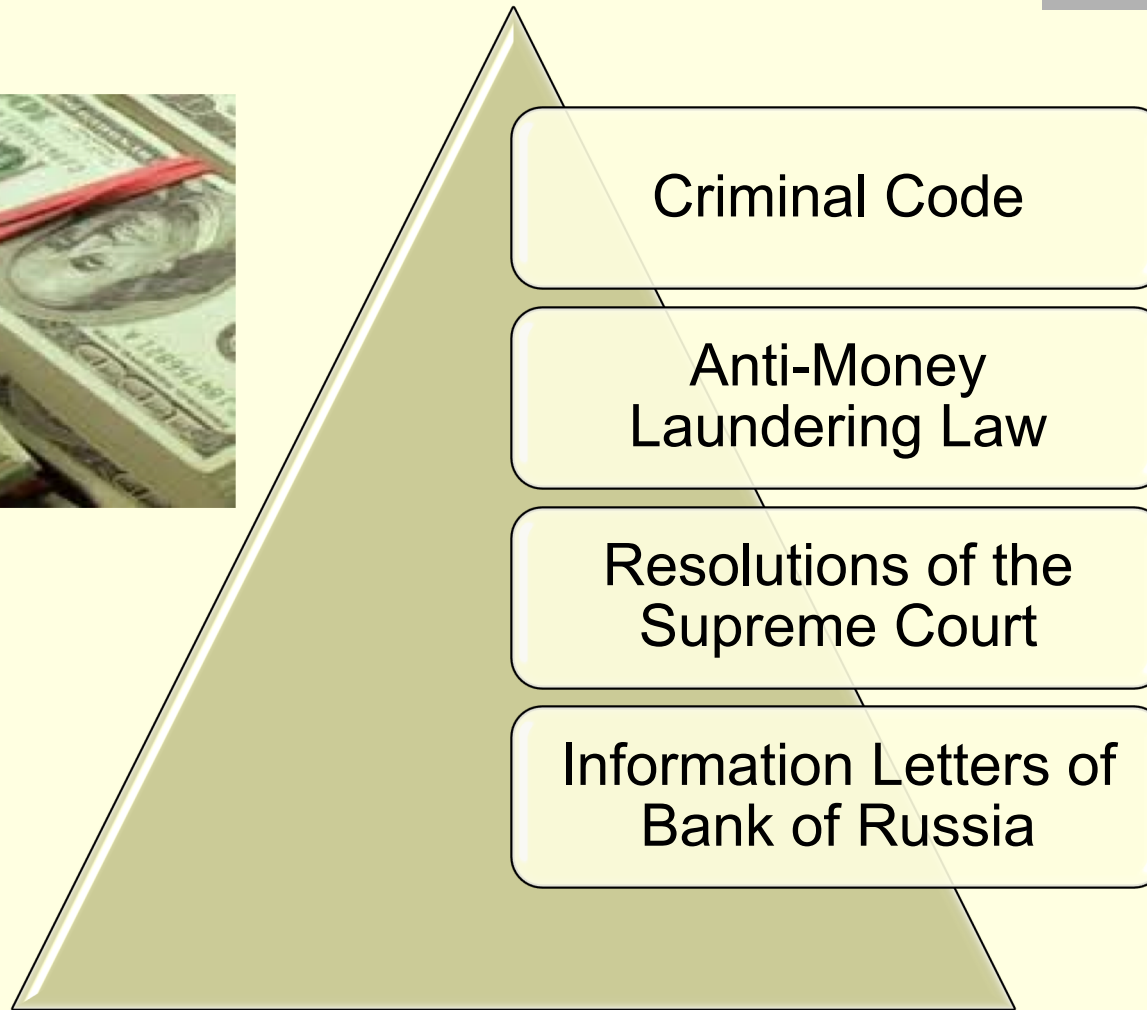 Criminal Code
Anti-Money
Laundering Law
Resolutions of the
Supreme Court
Information Letters of
Bank of Russia